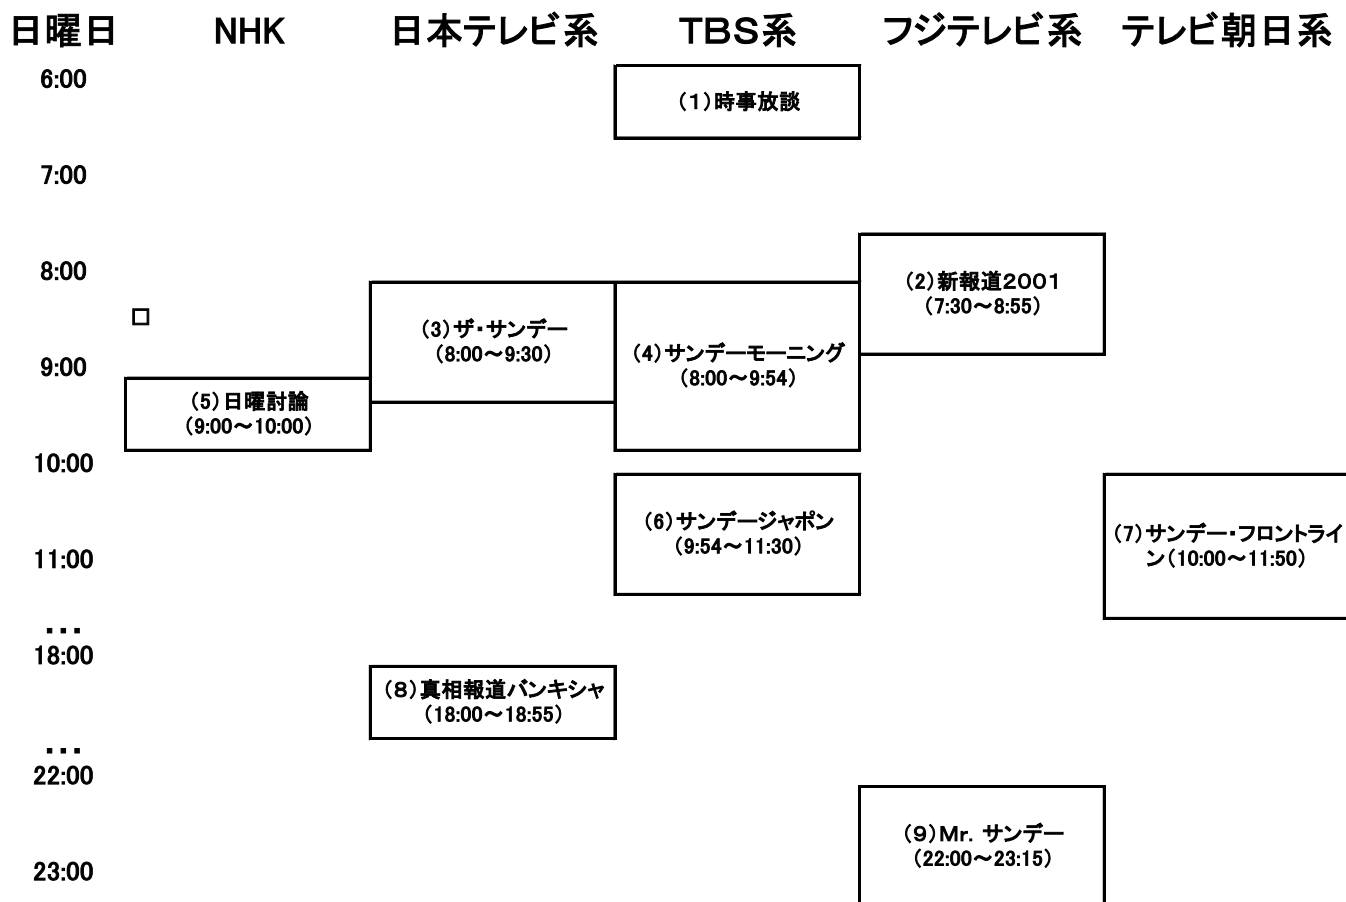 日曜日 NHK 日本テレビ系 TBS系 フジテレビ系 テレビ朝日系
6:00
(1)時事放談
7:00
8:00
(2)新報道2001
(7:30～8:55)
(3)ザ・サンデー
(8:00～9:30)
(4)サンデーモーニング
(8:00～9:54)
9:00
(5)日曜討論
(9:00～10:00)
10:00
(6)サンデージャポン
(9:54～11:30)
(7)サンデー・フロントライ
ン(10:00～11:50)
11:00
…
18:00
(8)真相報道バンキシャ
(18:00～18:55)
…
22:00
(9)Mr. サンデー
(22:00～23:15)
23:00